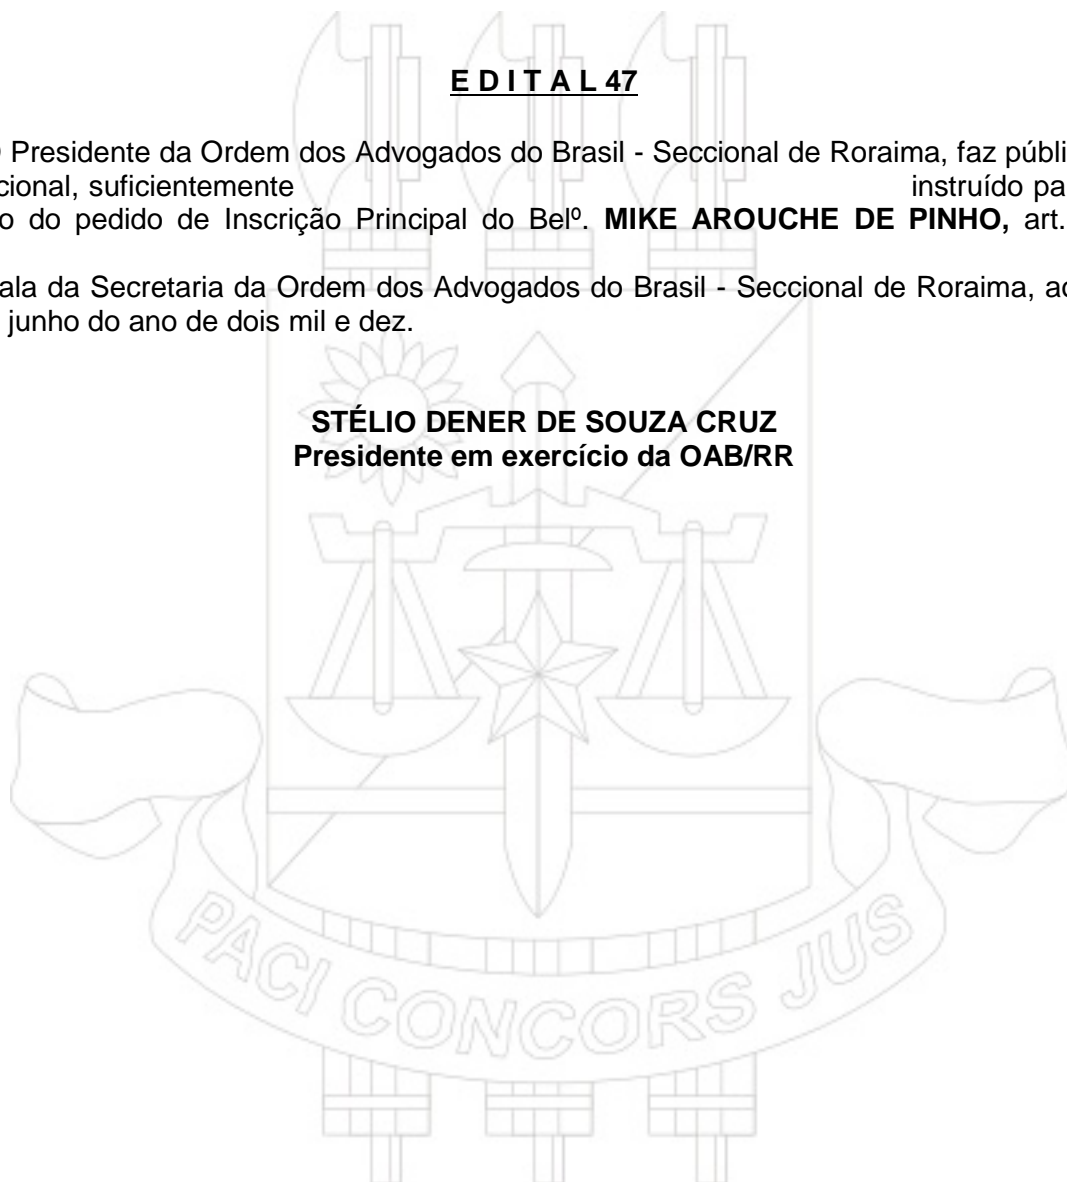 E D I T A L 47
Presidente da Ordem dos Advogados do Brasil - Seccional de Roraima, faz públi
cional, suficientemente instruído pa
o do pedido de Inscrição Principal do Belº. MIKE AROUCHE DE PINHO, art.
ala da Secretaria da Ordem dos Advogados do Brasil - Seccional de Roraima, ao
junho do ano de dois mil e dez.
STÉLIO DENER DE SOUZA CRUZ
Presidente em exercício da OAB/RR
PACI CONCORS JUS